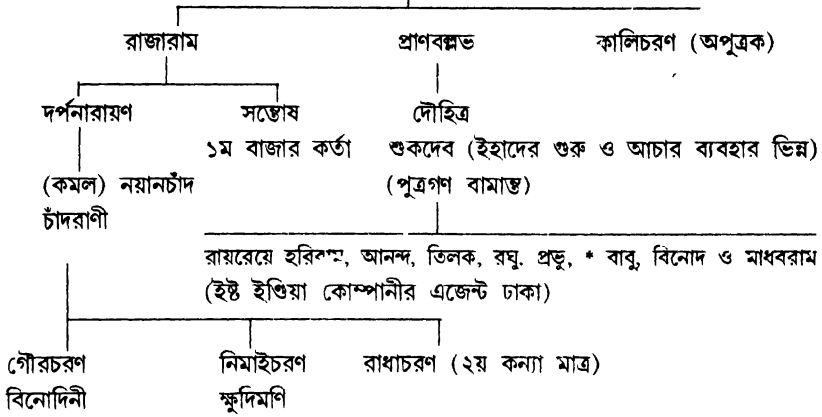 রাজারাম প্রাণবল্লভ কালিচরণ (অপুত্রক)
দর্পনারায়ণ সন্তোষ দৌহিত্র
১ম বাজার কর্তা শুকদেব (ইহাদের গুরু ও আচার ব্যবহার ভিন্ন)
(কমল) নয়ানচাঁদ (পুত্রগণ বামাস্ত)
চাঁদরাণী
রায়রেয়ে আনন্দ, তিলক, রঘু. প্রভু, * বাবু, বিনোদ ও মাধবরাম
(ইষ্ট ইণ্ডিয়া কোম্পানীর এজেন্ট ঢাকা)
গৌরচরণ নিমাইচরণ রাধাচরণ (২য় কন্যা মাত্র)
বিনোদিনী ক্ষুদিমণি